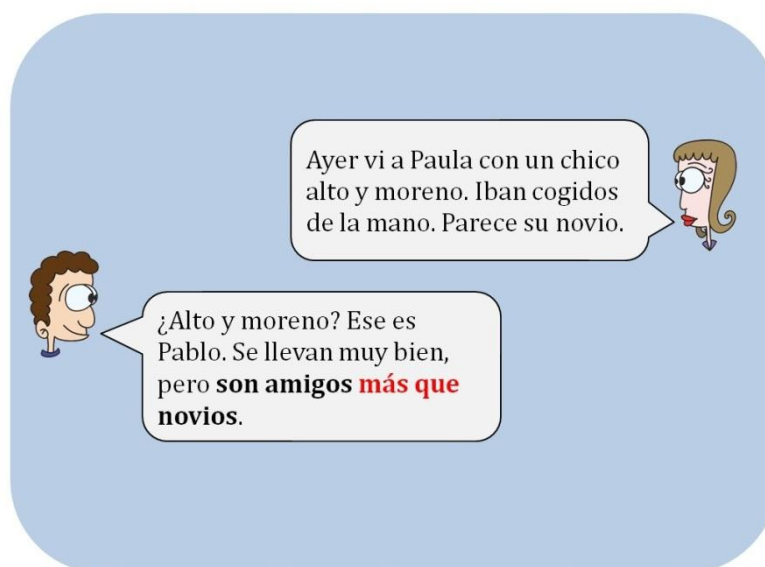 Ayer vi a Paula con un chico
alto y moreno. Iban cogidos
de la mano. Parece su novio.
¿Alto y moreno? Ese es
Pablo. Se llevan muy bien,
pero son amigos más que
novios.